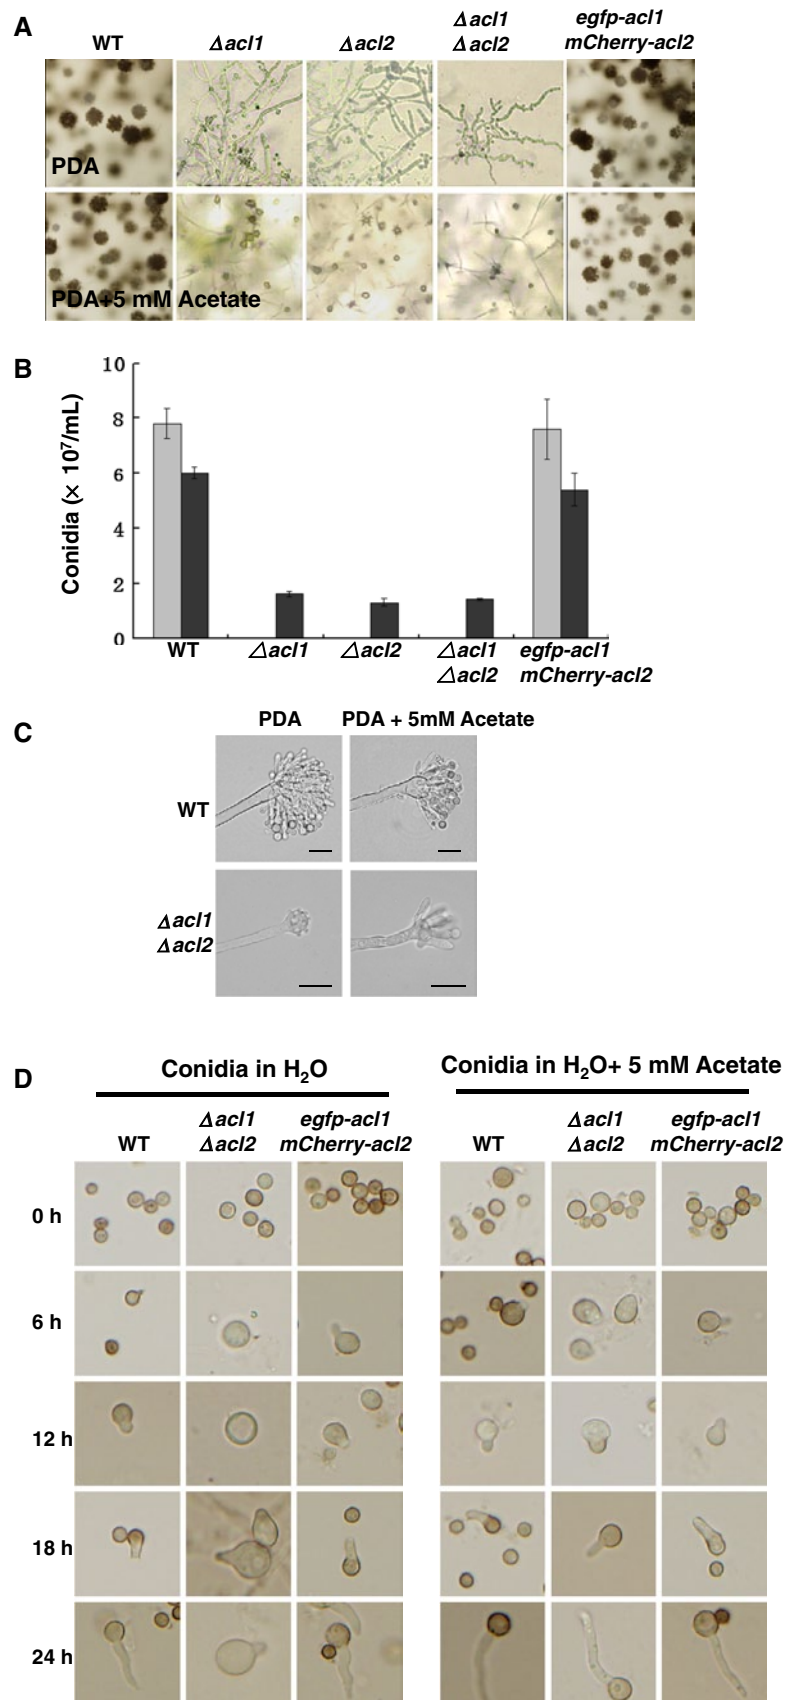 A
WT
Δacl1
Δacl2
Δacl1
Δacl2
egfp-acl1
mCherry-acl2
PDA
PDA+5 mM Acetate
B
Conidia (× 10⁷/mL)
10
8
6
4
2
0
WT
Δacl1
Δacl2
Δacl1
Δacl2
egfp-acl1
mCherry-acl2
C
PDA
PDA + 5mM Acetate
WT
Δacl1
Δacl2
D
Conidia in H₂O
Conidia in H₂O+ 5 mM Acetate
WT
Δacl1
Δacl2
egfp-acl1
mCherry-acl2
WT
Δacl1
Δacl2
egfp-acl1
mCherry-acl2
0 h
6 h
12 h
18 h
24 h